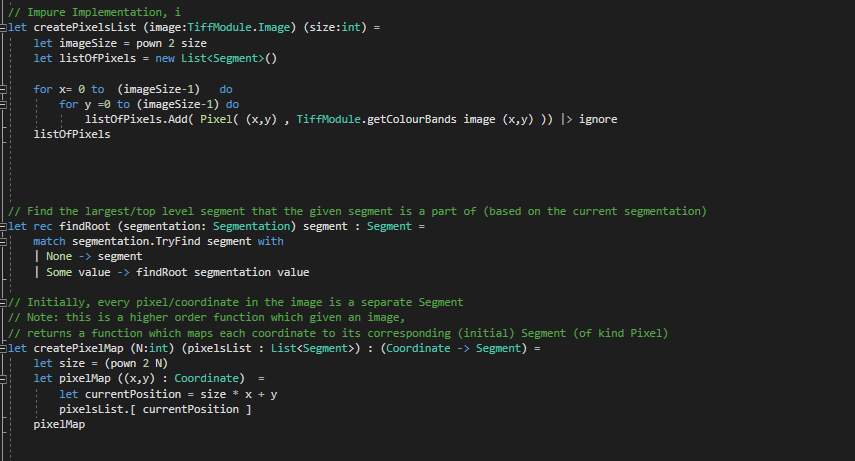 // Impure Implementation, i
let createPixelsList (image:TiffModule.Image) (size:int) =
    let imageSize = pown 2 size
    let listOfPixels = new List<Segment>()
    for x= 0 to  (imageSize-1)   do
        for y =0 to (imageSize-1) do
            listOfPixels.Add( Pixel( (x,y) , TiffModule.getColourBands image (x,y) )) |> ignore
    listOfPixels
// Find the largest/top level segment that the given segment is a part of (based on the current segmentation)
let rec findRoot (segmentation: Segmentation) segment : Segment =
    match segmentation.TryFind segment with
    | None -> segment
    | Some value -> findRoot segmentation value
// Initially, every pixel/coordinate in the image is a separate Segment
// Note: this is a higher order function which given an image,
// returns a function which maps each coordinate to its corresponding (initial) Segment (of kind Pixel)
let createPixelMap (N:int) (pixelsList : List<Segment>) : (Coordinate -> Segment) =
    let size = (pown 2 N)
    let pixelMap ((x,y) : Coordinate)  =
        let currentPosition = size * x + y
        pixelsList.[ currentPosition ]
    pixelMap